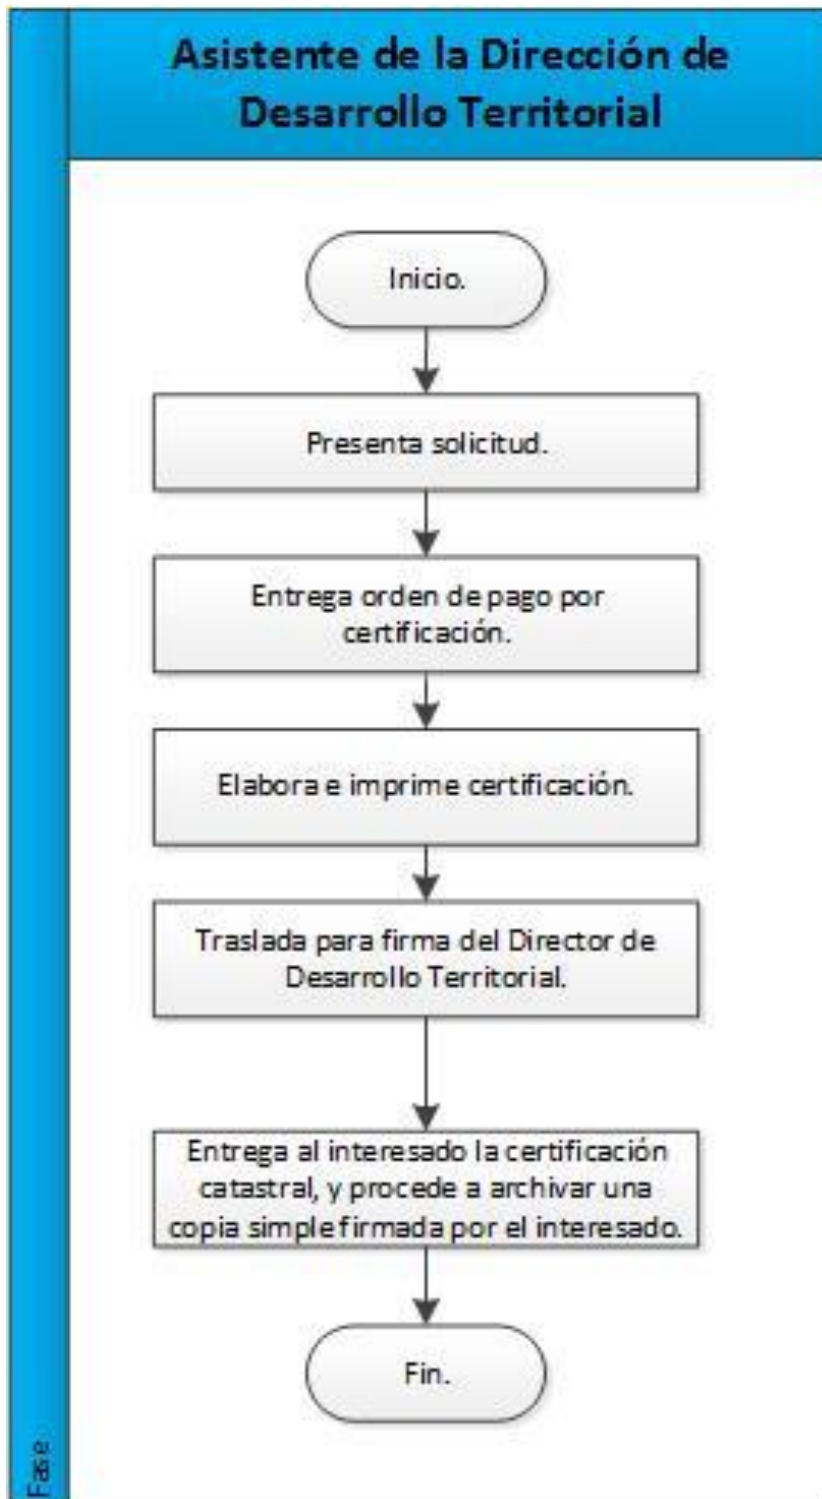 Asistente de la Dirección de
Desarrollo Territorial
Inicio.
Presenta solicitud.
Entrega orden de pago por
certificación.
Elabora e imprime certificación.
Traslada para firma del Director de
Desarrollo Territorial.
Entrega al interesado la certificación
catastral, y procede a archivar una
copia simple firmada por el interesado.
Fin.
Fase